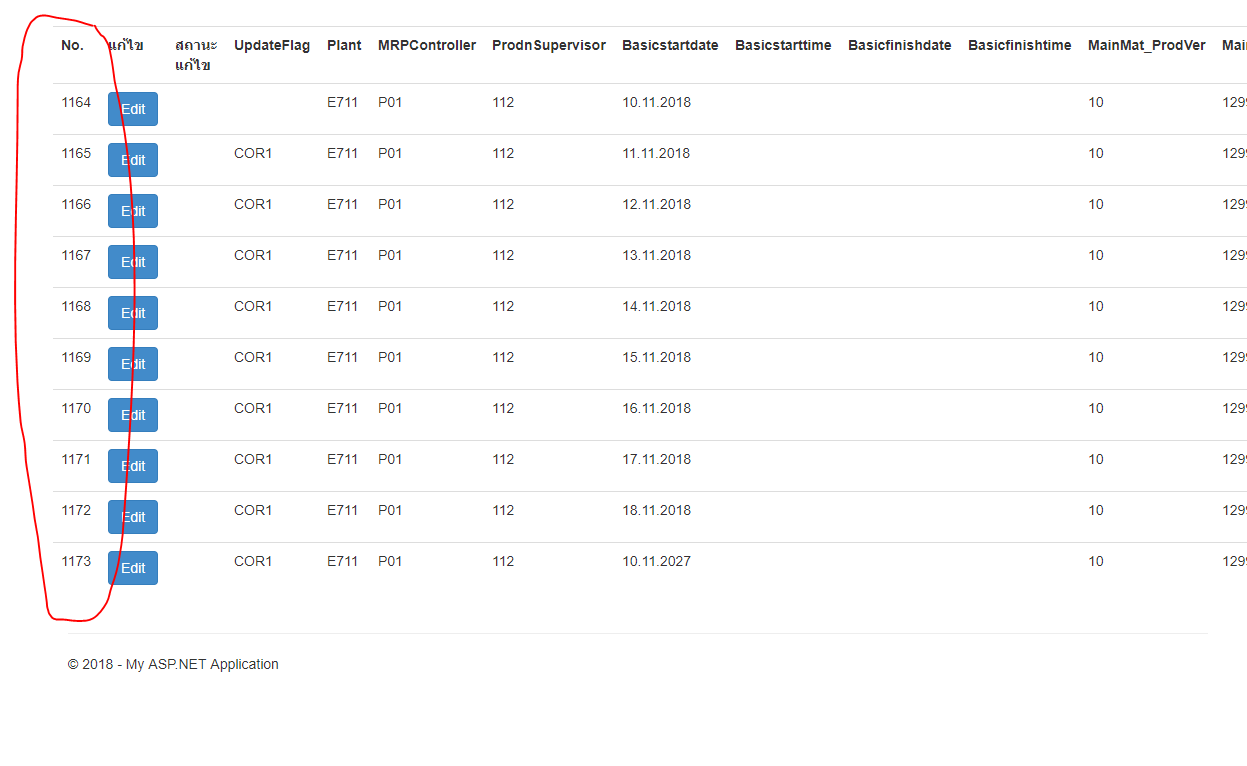 No. แก้ไข สถานะ UpdateFlag Plant MRPController ProdnSupervisor Basicstartdate Basicstarttime Basicfinishdate Basicfinishtime MainMat_ProdVer Mai
แก้ไข
1164 Edit E711 P01 112 10.11.2018 10 129
1165 Edit COR1 E711 P01 112 11.11.2018 10 129
1166 Edit COR1 E711 P01 112 12.11.2018 10 129
1167 Edit COR1 E711 P01 112 13.11.2018 10 129
1168 Edit COR1 E711 P01 112 14.11.2018 10 129
1169 Edit COR1 E711 P01 112 15.11.2018 10 129
1170 Edit COR1 E711 P01 112 16.11.2018 10 129
1171 Edit COR1 E711 P01 112 17.11.2018 10 129
1172 Edit COR1 E711 P01 112 18.11.2018 10 129
1173 Edit COR1 E711 P01 112 10.11.2027 10 129
© 2018 - My ASP.NET Application